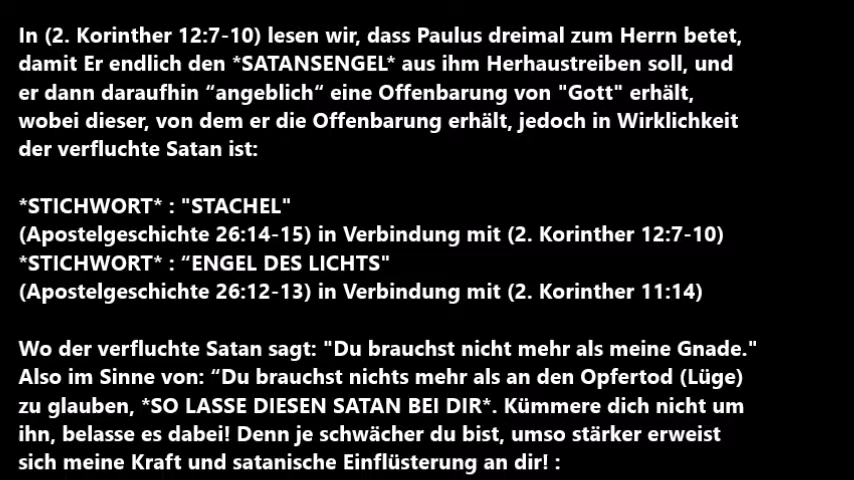 In (2. Korinther 12:7-10) lesen wir, dass Paulus dreimal zum Herrn betet,
damit Er endlich den *SATANSENGEL* aus ihm Herhaustreiben soll, und
er dann daraufhin “angeblich“ eine Offenbarung von "Gott" erhält,
wobei dieser, von dem er die Offenbarung erhält, jedoch in Wirklichkeit
der verfluchte Satan ist:
*STICHWORT* : "STACHEL"
(Apostelgeschichte 26:14-15) in Verbindung mit (2. Korinther 12:7-10)
*STICHWORT* : “ENGEL DES LICHTS"
(Apostelgeschichte 26:12-13) in Verbindung mit (2. Korinther 11:14)
Wo der verfluchte Satan sagt: "Du brauchst nicht mehr als meine Gnade."
Also im Sinne von: “Du brauchst nichts mehr als an den Opfertod (Lüge)
zu glauben, *SO LASSE DIESEN SATAN BEI DIR*. Kümmere dich nicht um
ihn, belasse es dabei! Denn je schwächer du bist, umso stärker erweist
sich meine Kraft und satanische Einflüsterung an dir! :